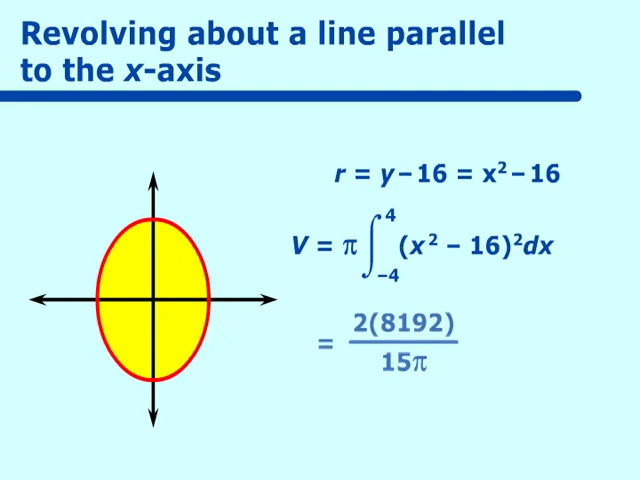 Revolving about a line parallel
to the x-axis
r = y – 16 = x² – 16
V = π ∫₋₄⁴ (x² – 16)²dx
= 2(8192)
15π